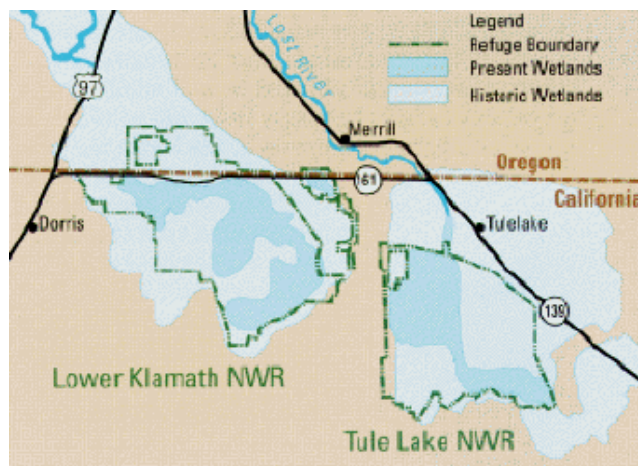 Legend
Refuge Boundary
Present Wetlands
Historic Wetlands
Lost River
97
Merrill
Oregon
161
California
Dorris
Tulelake
139
Lower Klamath NWR
Tule Lake NWR